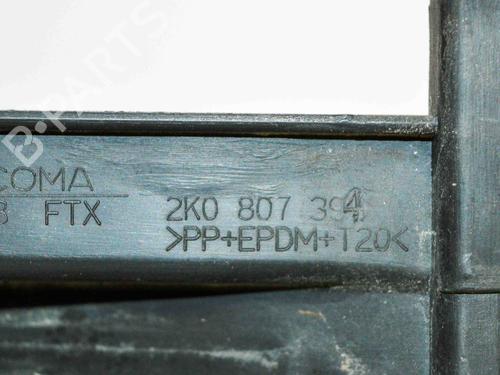 B-PARTS
COMA
FTX 2K0 807 394
>PP+EPDM+T20<